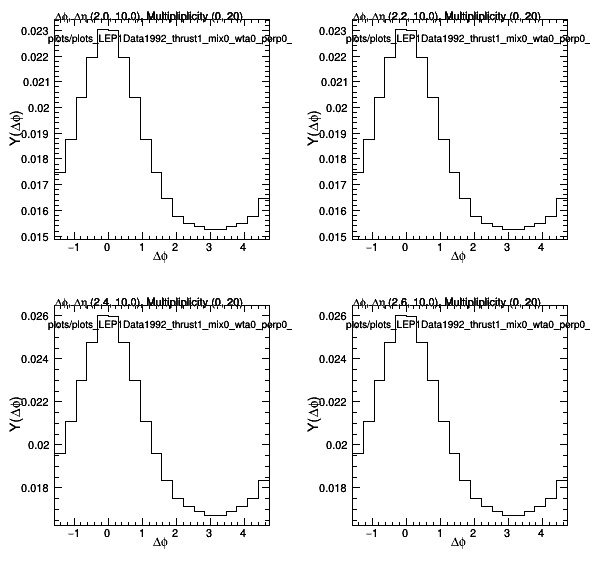 Δϕ, Δη (2.0, 10.0), Multipliplicity (0, 20)
plots/plots_LEP1Data1992_thrust1_mix0_wta0_perp0_
Y(Δϕ)
0.023
0.022
0.021
0.02
0.019
0.018
0.017
0.016
0.015
−1 0 1 2 3 4
Δϕ
Δϕ, Δη (2.2, 10.0), Multipliplicity (0, 20)
plots/plots_LEP1Data1992_thrust1_mix0_wta0_perp0_
Y(Δϕ)
0.023
0.022
0.021
0.02
0.019
0.018
0.017
0.016
0.015
−1 0 1 2 3 4
Δϕ
Δϕ, Δη (2.4, 10.0), Multipliplicity (0, 20)
plots/plots_LEP1Data1992_thrust1_mix0_wta0_perp0_
Y(Δϕ)
0.026
0.024
0.022
0.02
0.018
−1 0 1 2 3 4
Δϕ
Δϕ, Δη (2.6, 10.0), Multipliplicity (0, 20)
plots/plots_LEP1Data1992_thrust1_mix0_wta0_perp0_
Y(Δϕ)
0.026
0.024
0.022
0.02
0.018
−1 0 1 2 3 4
Δϕ